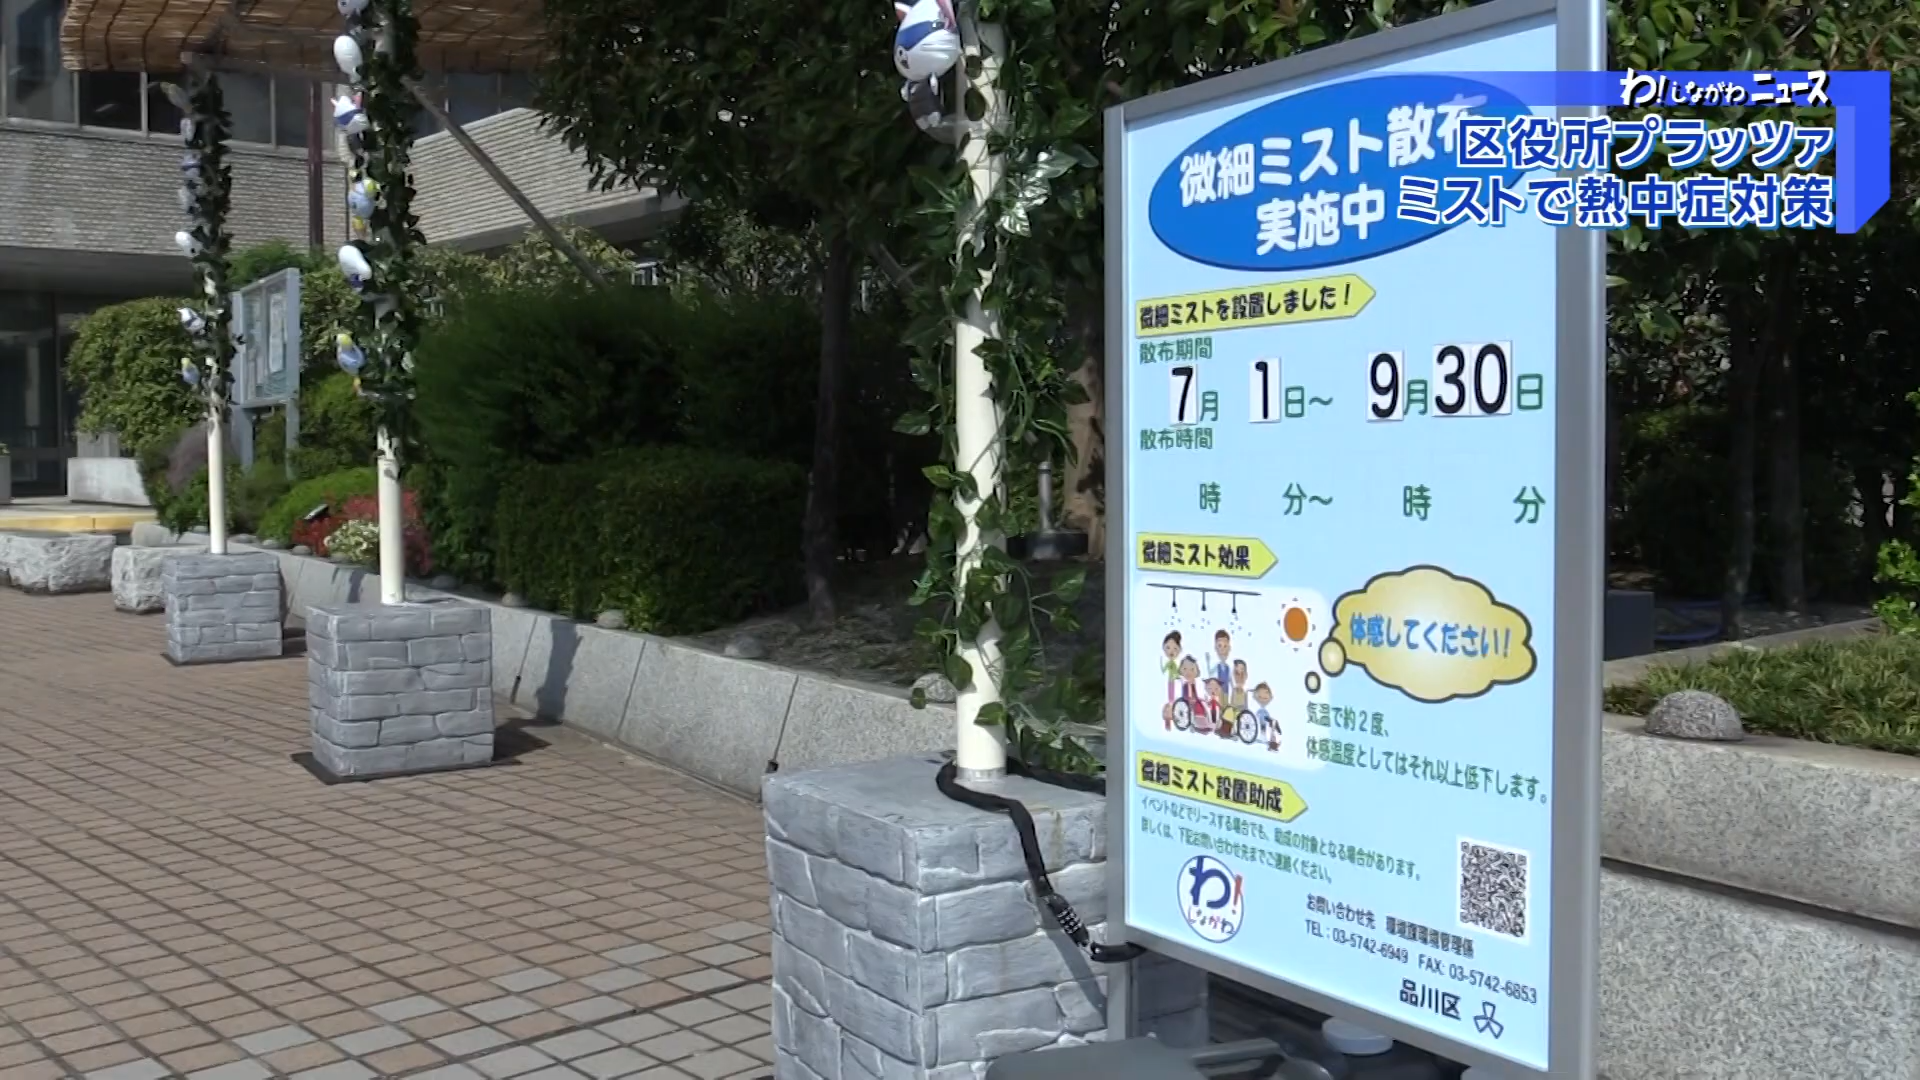 わ!しながわニュース
区役所プラッツァ
ミストで熱中症対策
微細ミスト散布
実施中
微細ミストを設置しました!
散布期間
7月 1日～ 9月30日
散布時間
時 分～ 時 分
微細ミスト効果
体感してください!
気温で約2度、
体感温度としてはそれ以上低下します。
微細ミスト設置助成
イベントなどでリースする場合でも、助成の対象となる場合があります。
詳しくは、下記お問い合わせ先までご連絡ください。
わ!
しながわ
お問い合わせ先 環境課環境管理係
TEL:03-5742-6949 FAX:03-5742-6853
品川区